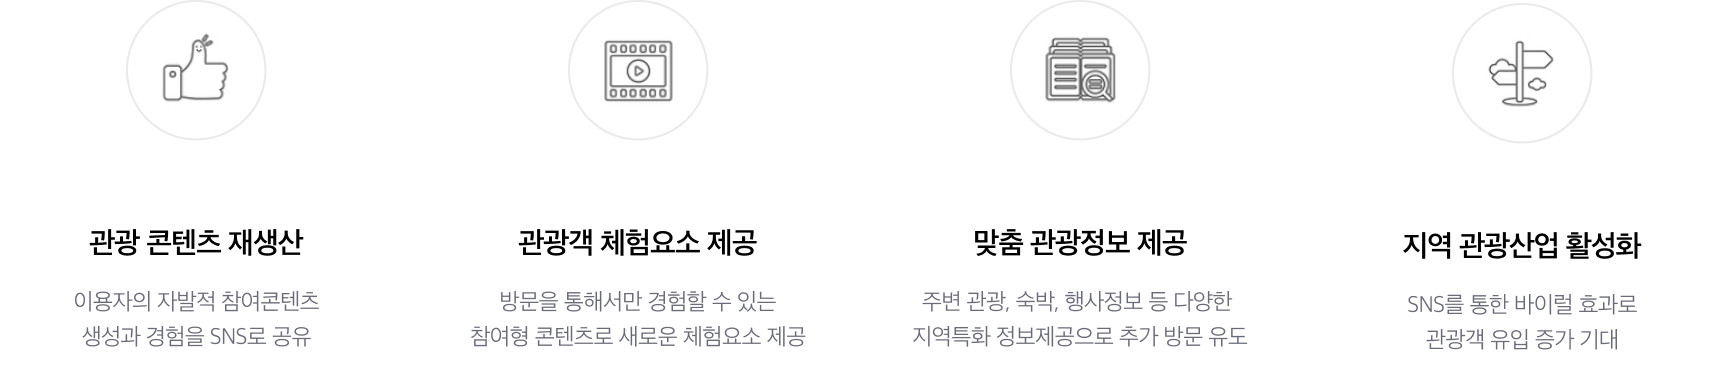 관광 콘텐츠 재생산
이용자의 자발적 참여콘텐츠
생성과 경험을 SNS로 공유
관광객 체험요소 제공
방문을 통해서만 경험할 수 있는
참여형 콘텐츠로 새로운 체험요소 제공
맞춤 관광정보 제공
주변 관광, 숙박, 행사정보 등 다양한
지역특화 정보제공으로 추가 방문 유도
지역 관광산업 활성화
SNS를 통한 바이럴 효과로
관광객 유입 증가 기대